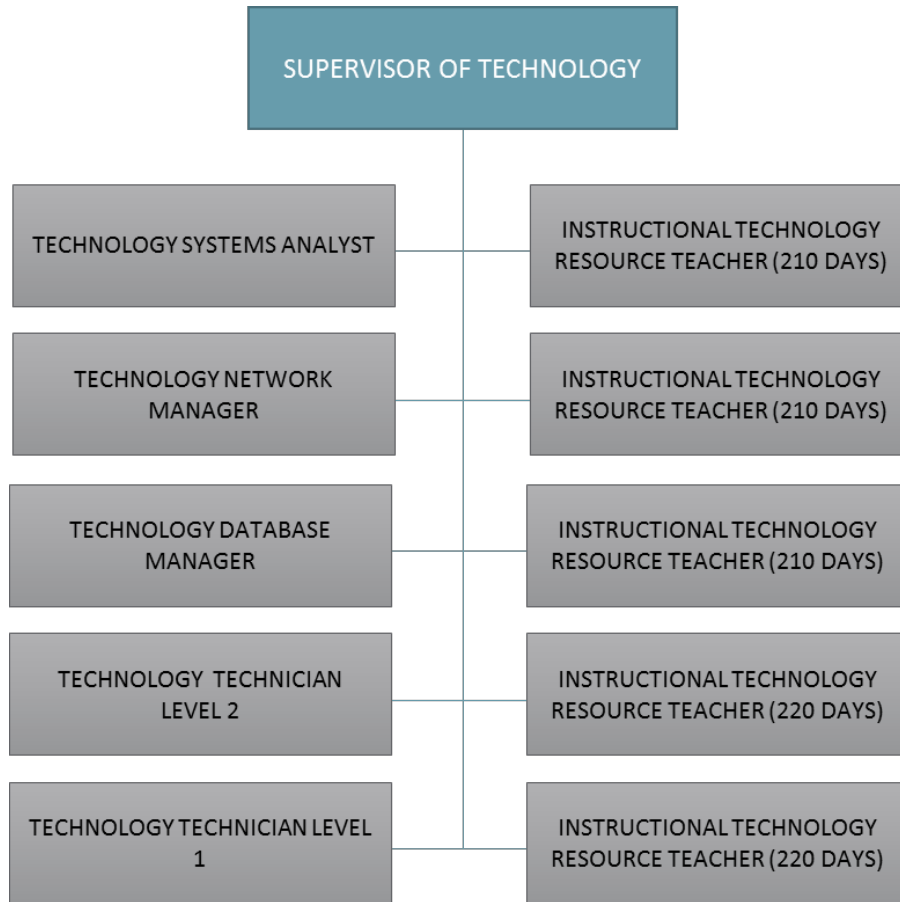 SUPERVISOR OF TECHNOLOGY
TECHNOLOGY SYSTEMS ANALYST
INSTRUCTIONAL TECHNOLOGY
RESOURCE TEACHER (210 DAYS)
TECHNOLOGY NETWORK
MANAGER
INSTRUCTIONAL TECHNOLOGY
RESOURCE TEACHER (210 DAYS)
TECHNOLOGY DATABASE
MANAGER
INSTRUCTIONAL TECHNOLOGY
RESOURCE TEACHER (210 DAYS)
TECHNOLOGY TECHNICIAN
LEVEL 2
INSTRUCTIONAL TECHNOLOGY
RESOURCE TEACHER (220 DAYS)
TECHNOLOGY TECHNICIAN LEVEL
1
INSTRUCTIONAL TECHNOLOGY
RESOURCE TEACHER (220 DAYS)